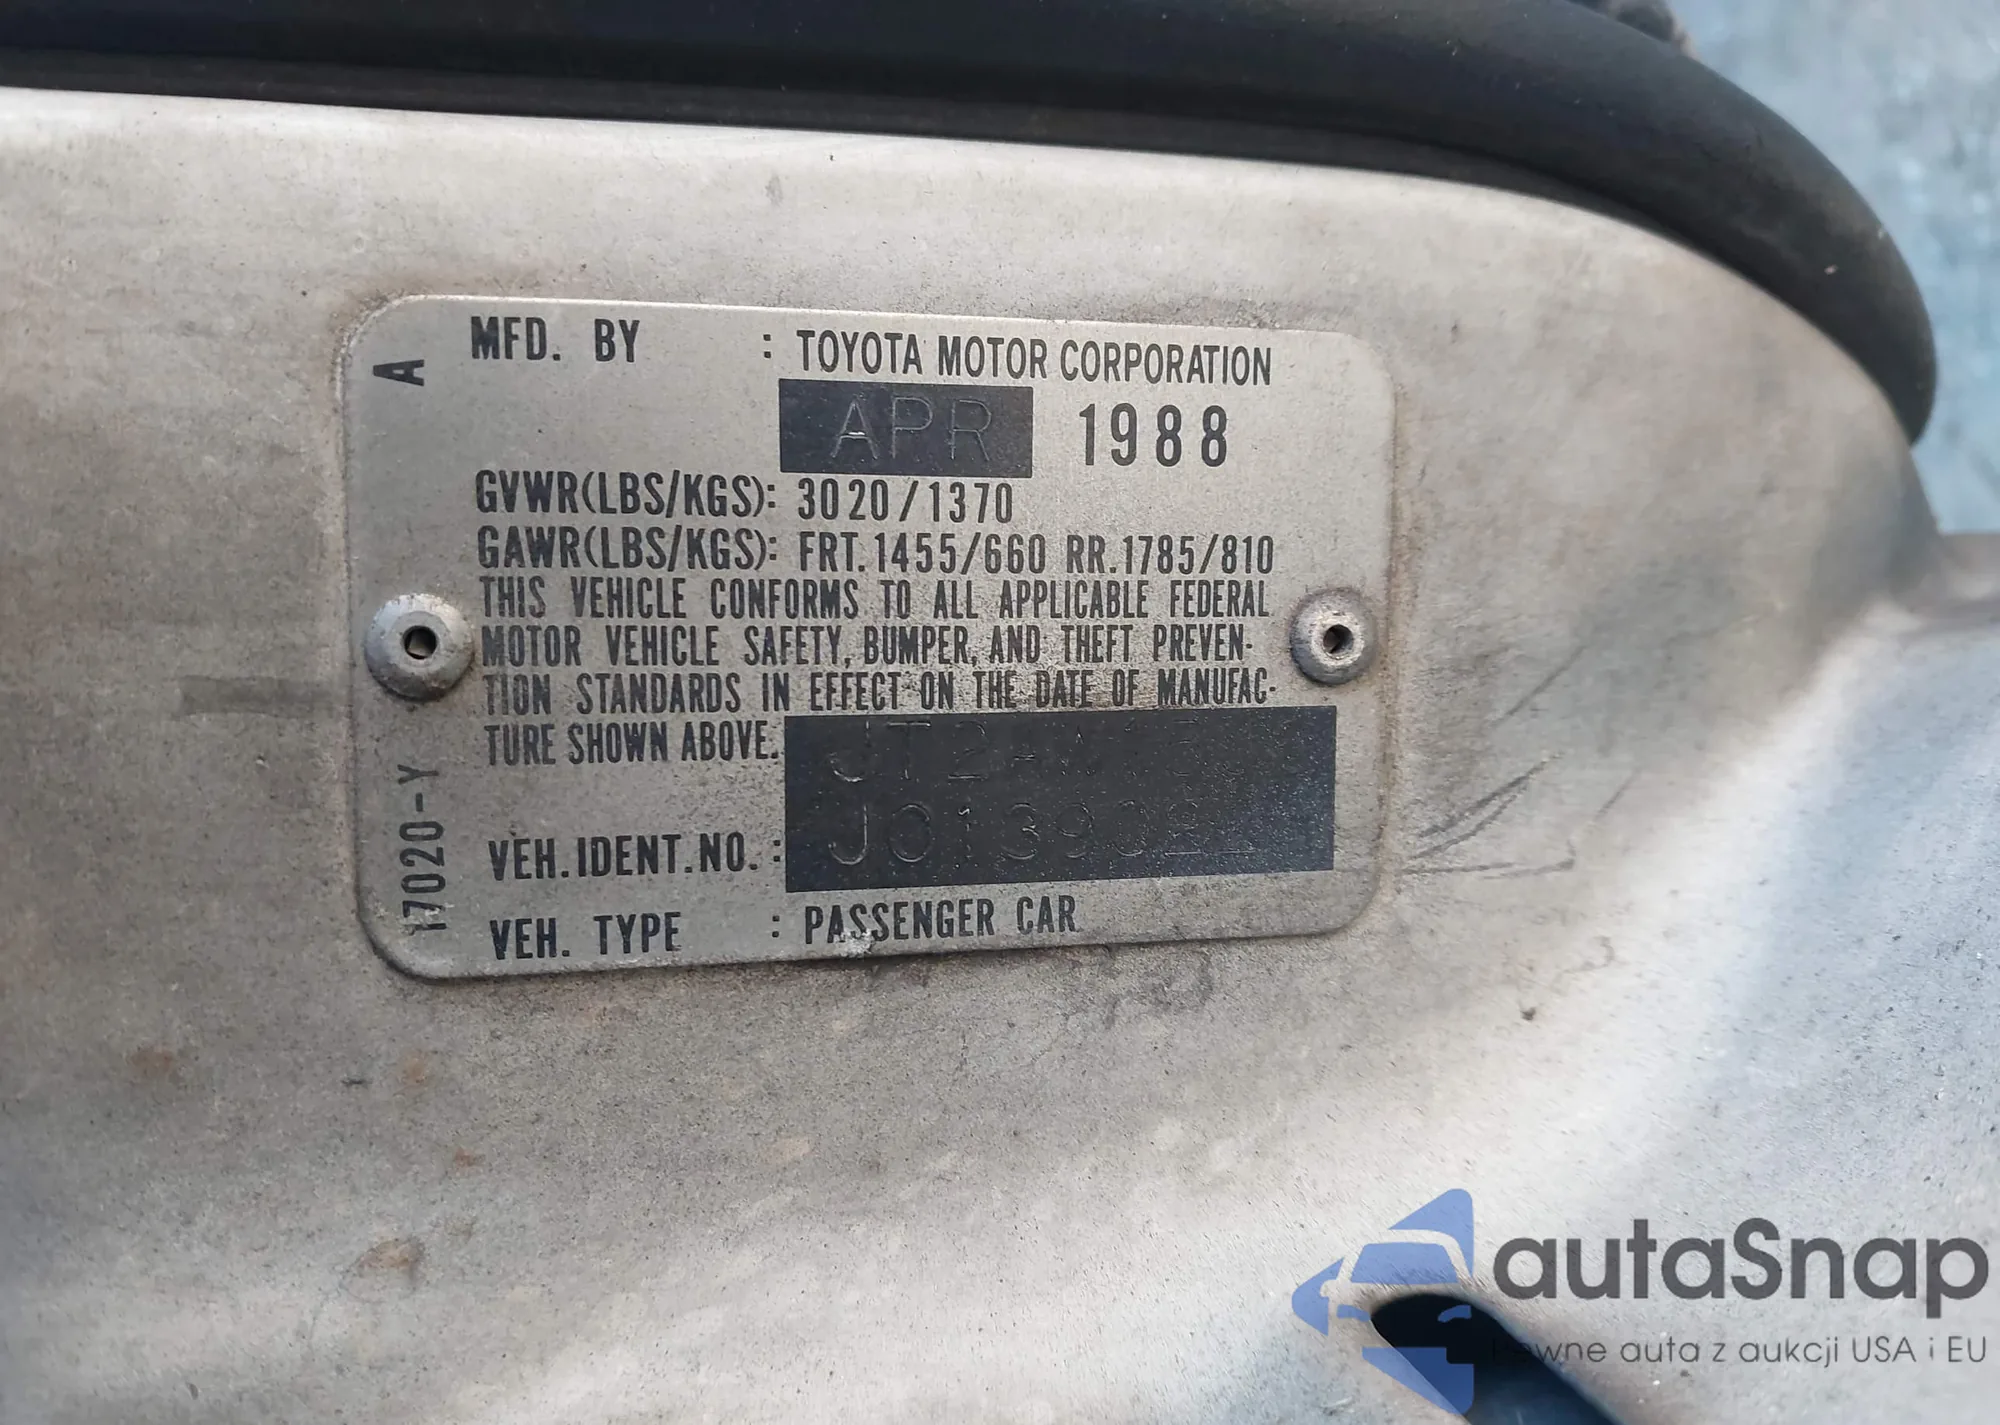 A
MFD. BY : TOYOTA MOTOR CORPORATION
APR 1988
GVWR(LBS/KGS): 3020/1370
GAWR(LBS/KGS): FRT.1455/660 RR.1785/810
THIS VEHICLE CONFORMS TO ALL APPLICABLE FEDERAL
MOTOR VEHICLE SAFETY, BUMPER, AND THEFT PREVEN-
TION STANDARDS IN EFFECT ON THE DATE OF MANUFAC-
TURE SHOWN ABOVE.
VEH. IDENT. NO. :
VEH. TYPE : PASSENGER CAR
17020-Y
autaSnap
auta z aukcji USA i EU